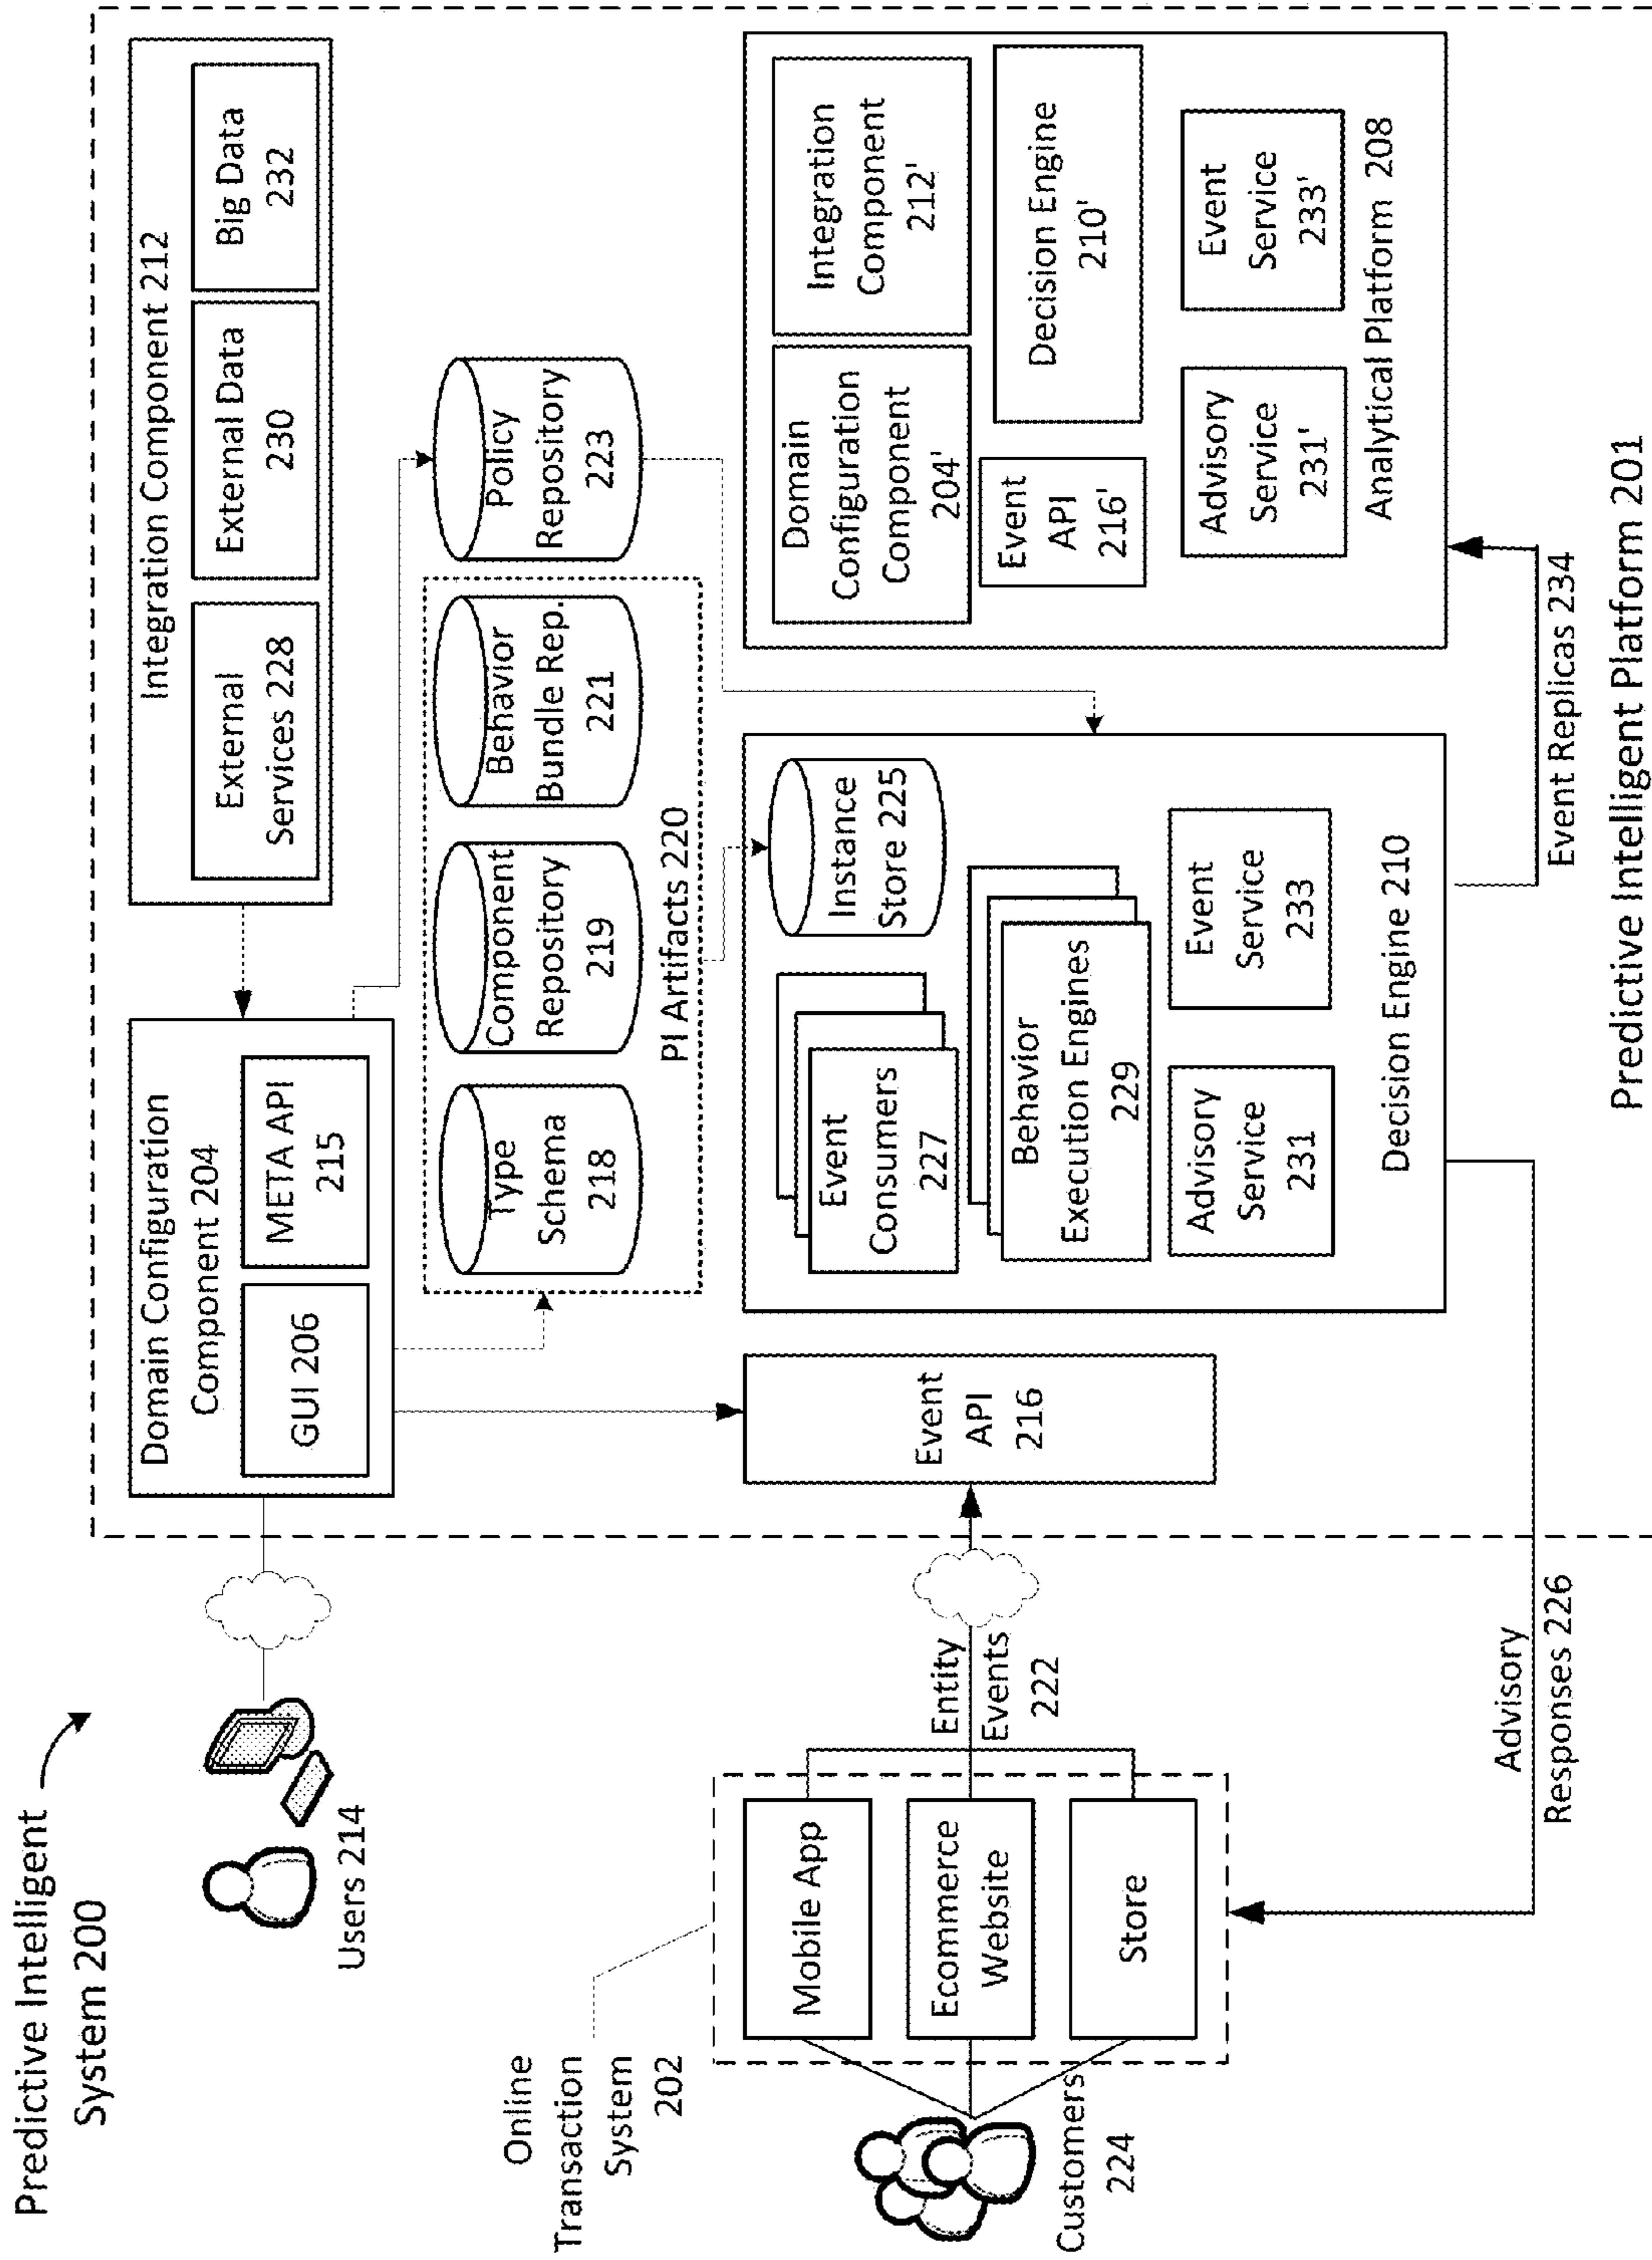 Predictive Intelligent
System 200
Users 214
Domain Configuration
Component 204
GUI 206
META API
215
Integration Component 212
External
Services 228
External Data
230
Big Data
232
Type
Schema
218
Component
Repository
219
Behavior
Bundle Rep.
221
PI Artifacts 220
Policy
Repository
223
Online
Transaction
System
202
Customers
224
Mobile App
Ecommerce
Website
Store
Entity
Events
222
Event
API
216
Event
Consumers
227
Instance
Store 225
Behavior
Execution Engines
229
Advisory
Service
231
Event
Service
233
Decision Engine 210
Domain
Configuration
Component
204'
Integration
Component
212'
Event
API
216'
Decision Engine
210'
Advisory
Service
231'
Event
Service
233'
Analytical Platform 208
Advisory
Responses 226
Event Replicas 234
Predictive Intelligent Platform 201